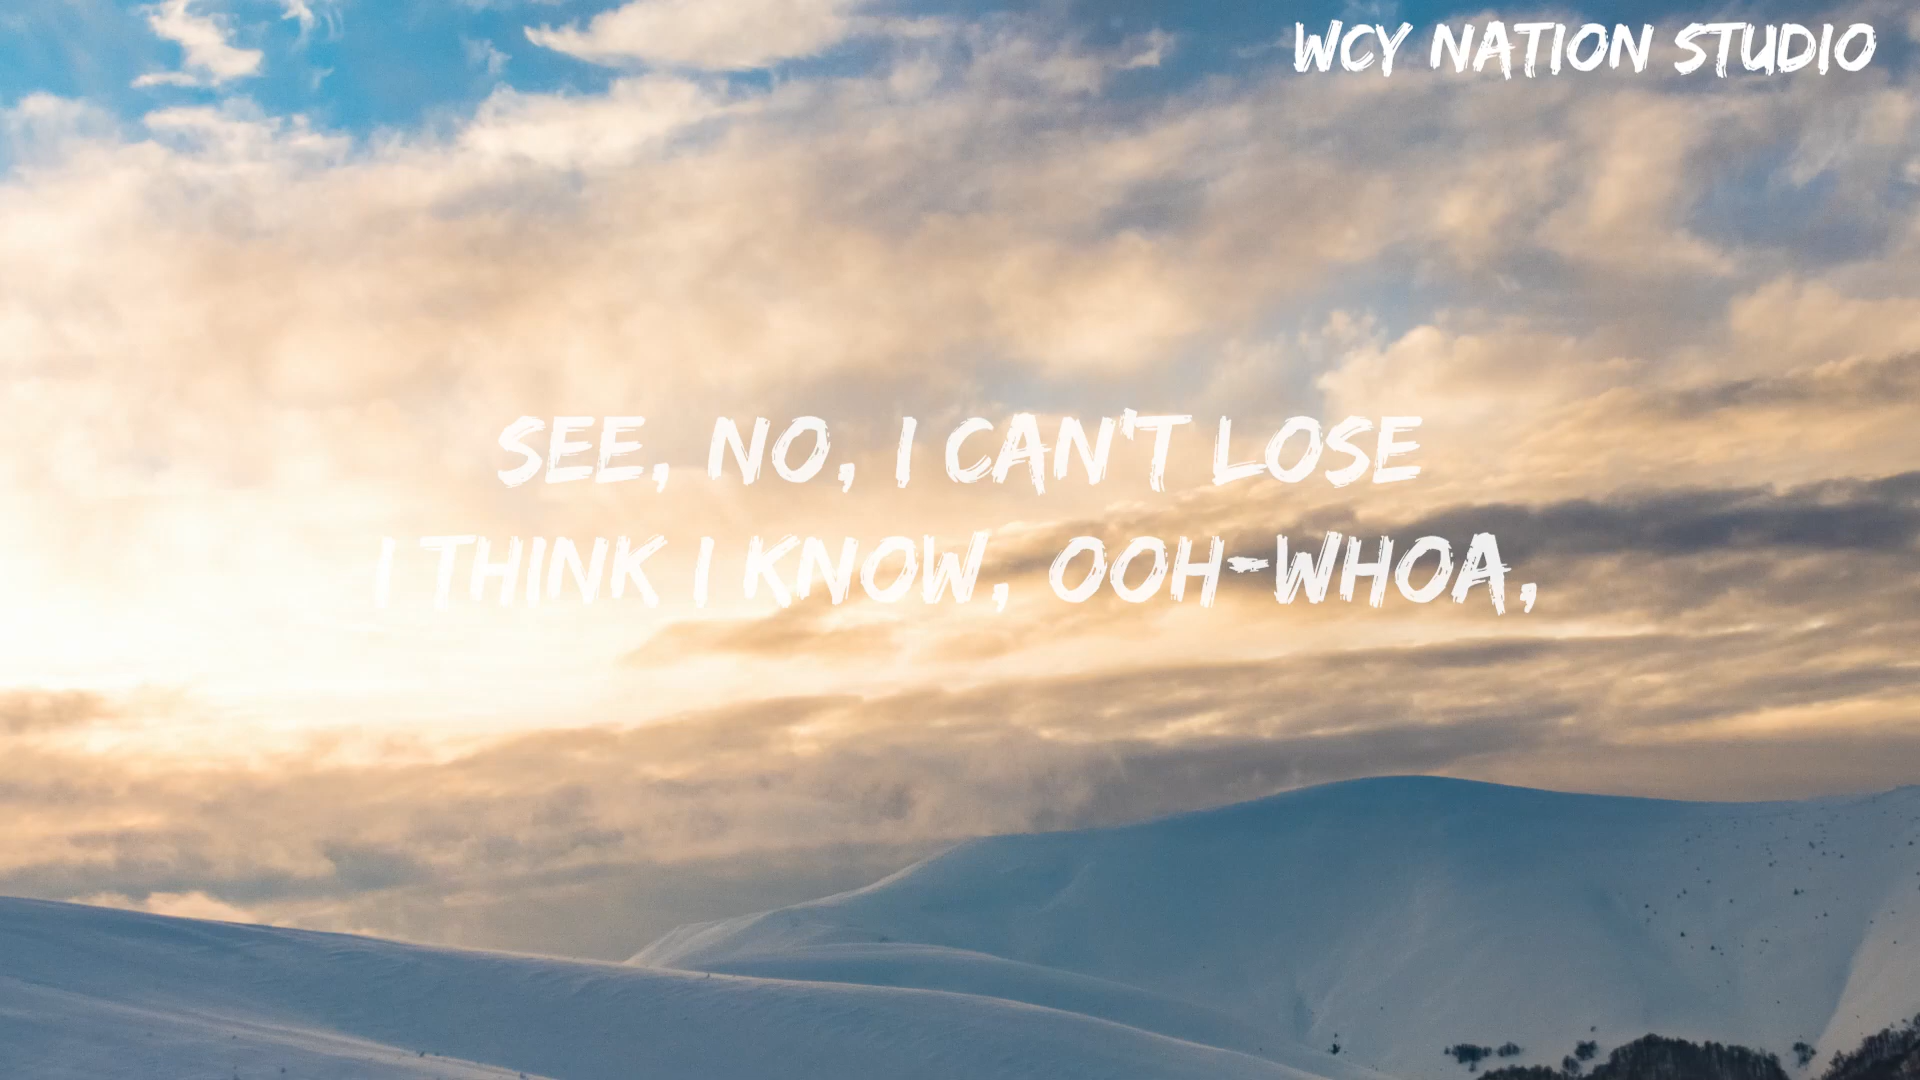 WCY NATION STUDIO
SEE, NO, I CAN'T LOSE
I THINK I KNOW, OOH-WHOA,